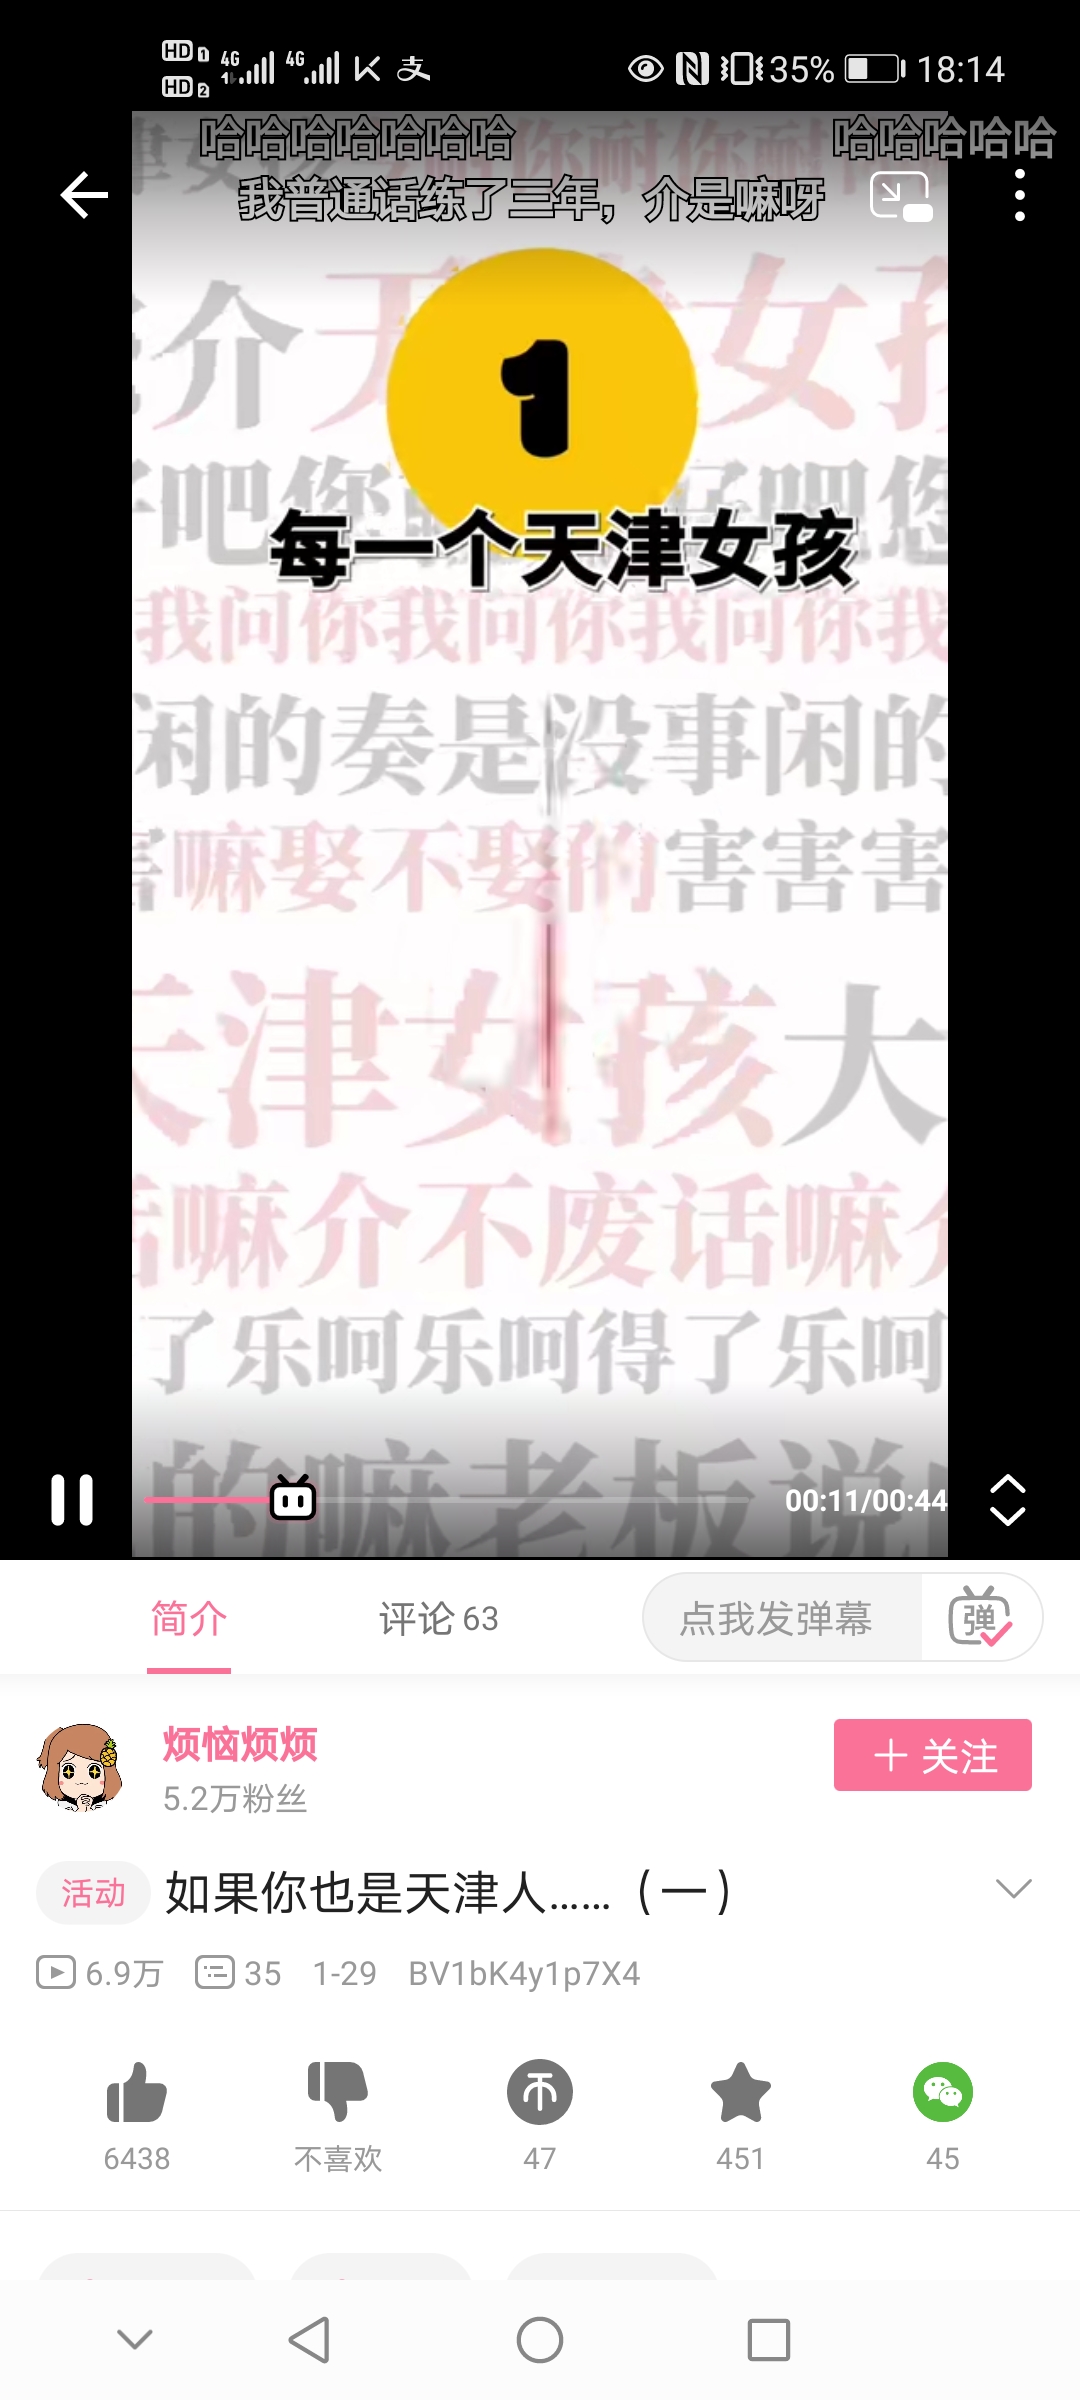 HD 1 4G 4G 35% 18:14
HD 2
哈哈哈哈哈哈哈 哈哈哈哈哈
你耐你耐
我普通话练了三年，介是嘛呀
介天 女孩
1
吧您 好吧您
每一个天津女孩
我问你我问你我问你我
闲的奏是没事闲的
害嘛娶不娶的害害害
天津女孩大
嘛介不废话嘛介
了乐呵乐呵得了乐呵
的嘛老板说
00:11/00:44
简介 评论 63 点我发弹幕 弹
烦恼烦烦
5.2万粉丝
+ 关注
活动 如果你也是天津人......（一）
6.9万 35 1-29 BV1bK4y1p7X4
6438 不喜欢 47 451 45